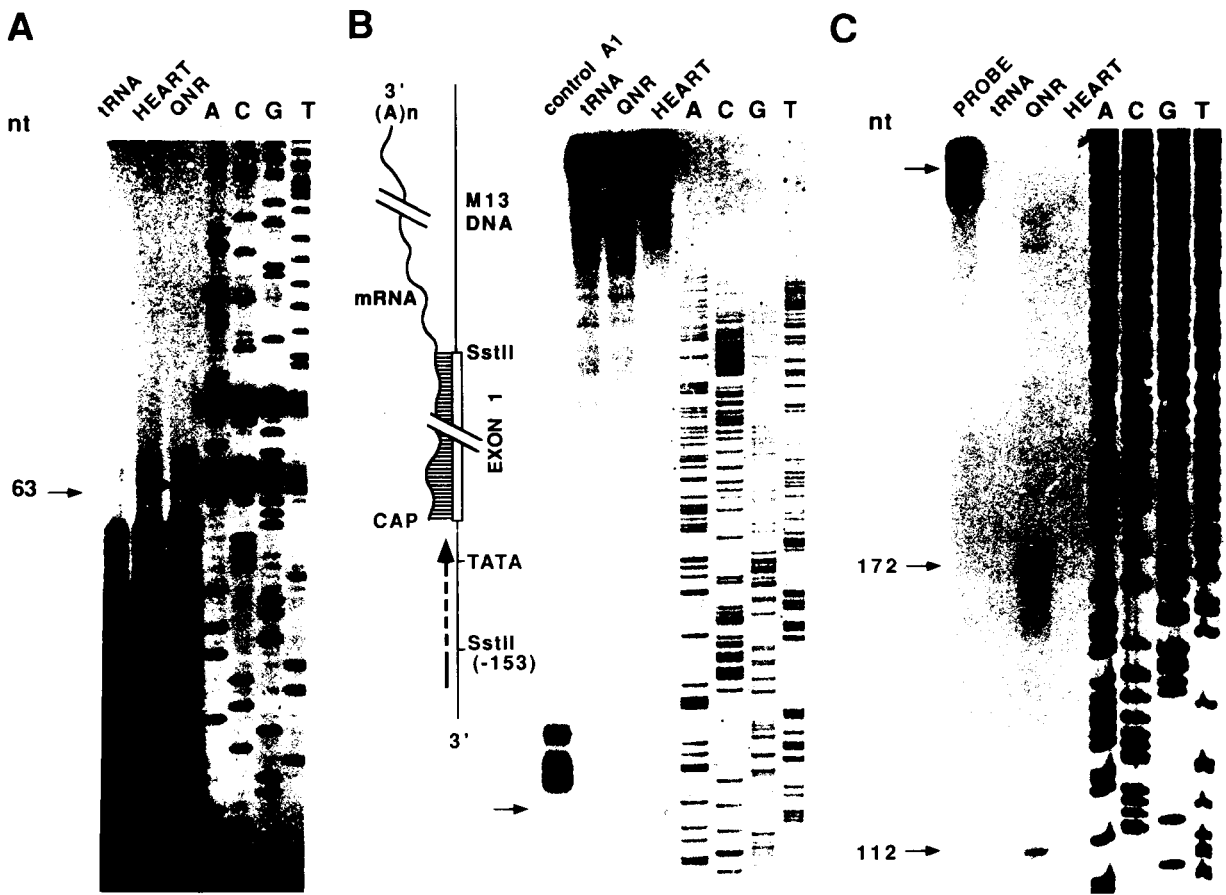 A
nt
tRNA
HEART
QNR
A C G T
63
B
3'
(A)n
mRNA
M13
DNA
SstII
EXON 1
CAP
TATA
SstII
(-153)
3'
control A1
tRNA
QNR
HEART
A C G T
C
nt
PROBE
tRNA
QNR
HEART
A C G T
172
112